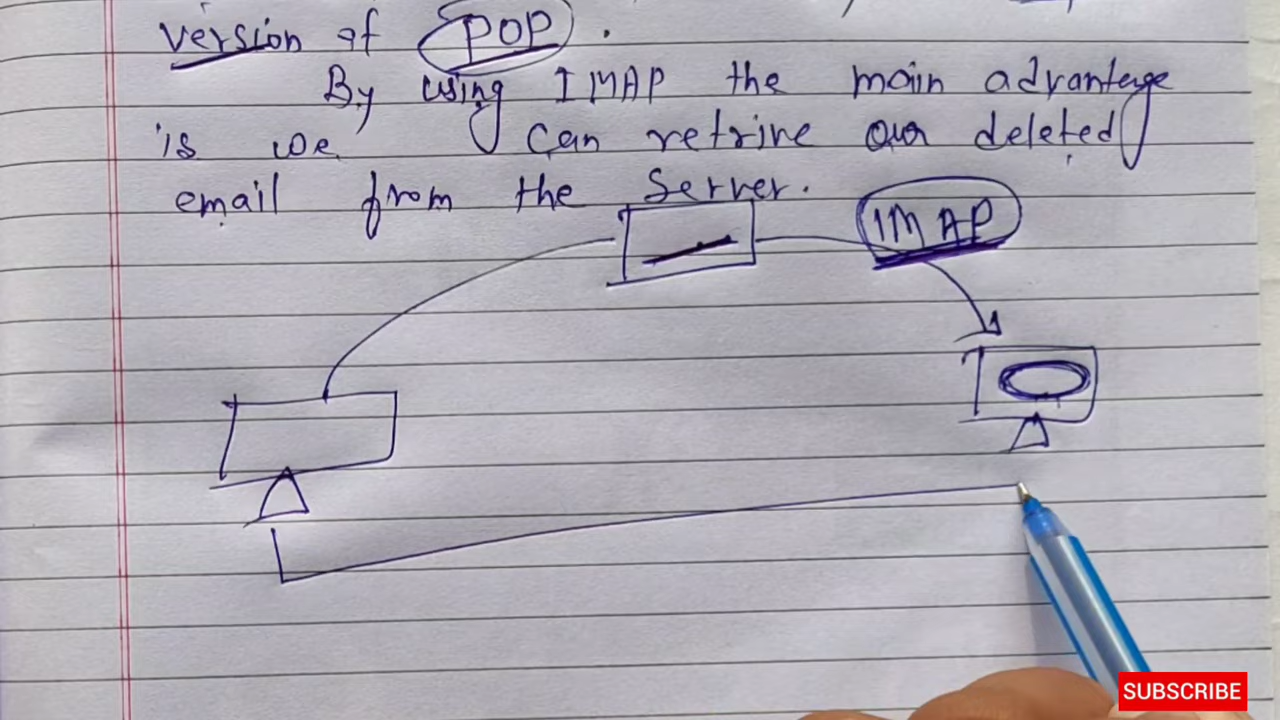 version of POP.
By using IMAP the main advantage
is we can retrive our deleted
email from the Server.
IMAP
SUBSCRIBE